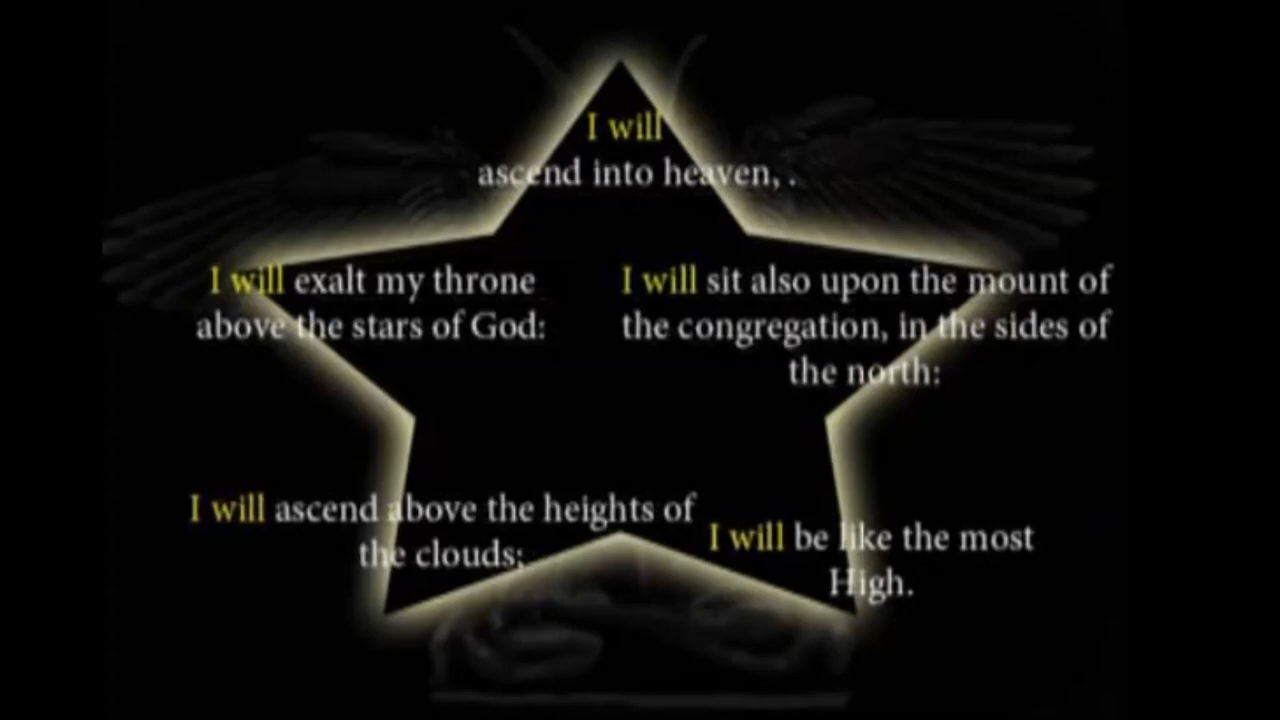 I will
ascend into heaven, .
I will exalt my throne
above the stars of God:
I will sit also upon the mount of
the congregation, in the sides of
the north:
I will ascend above the heights of
the clouds;
I will be like the most
High.